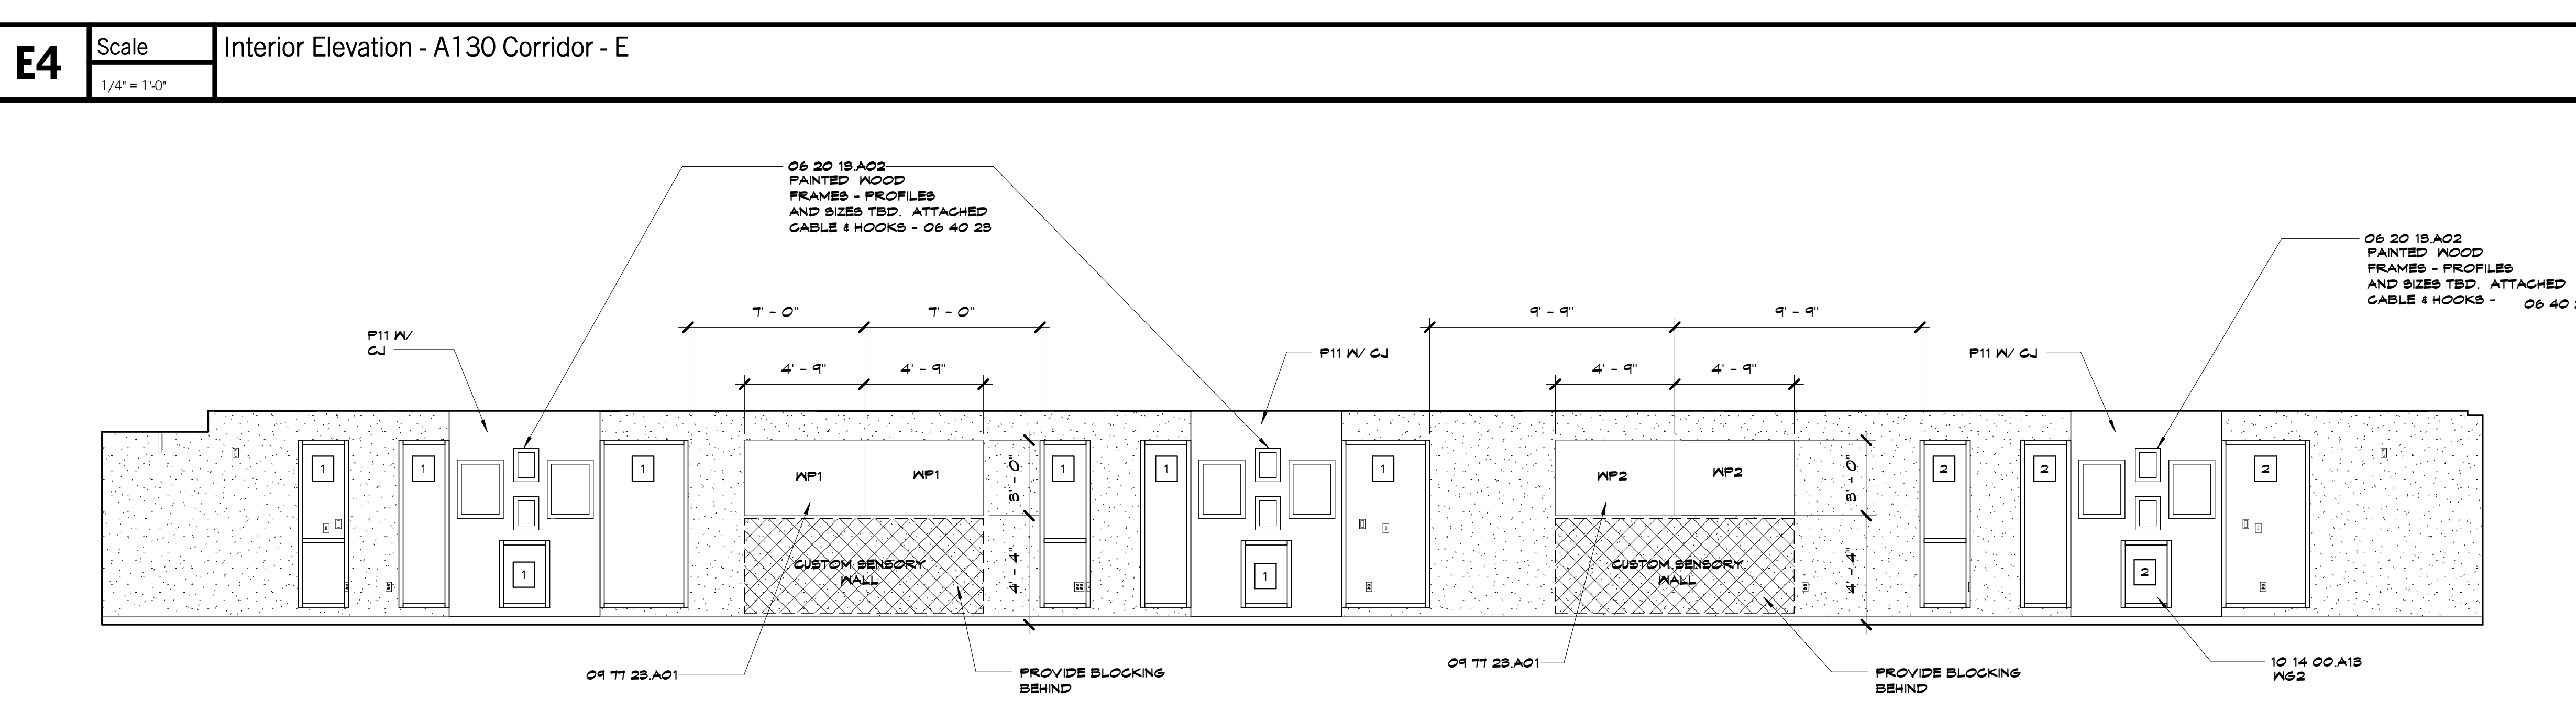 E4
Scale
1/4" = 1'-0"
Interior Elevation - A130 Corridor - E
06 20 13.A02
PAINTED WOOD
FRAMES - PROFILES
AND SIZES TBD. ATTACHED
CABLE & HOOKS - 06 40 23
06 20 13.A02
PAINTED WOOD
FRAMES - PROFILES
AND SIZES TBD. ATTACHED
CABLE & HOOKS - 06 40
7' - 0" 7' - 0" 9' - 9" 9' - 9"
P11 W/
CJ
P11 W/ CJ
P11 W/ CJ
4' - 9" 4' - 9" 4' - 9" 4' - 9"
1 1 1 WP1 WP1 3' - 0" 1 1 1 WP2 WP2 3' - 0" 2 2 2
1 CUSTOM SENSORY
WALL
4' - 4" 1 CUSTOM SENSORY
WALL
4' - 4" 2
09 77 23.A01
PROVIDE BLOCKING
BEHIND
09 77 23.A01
PROVIDE BLOCKING
BEHIND
10 14 00.A13
WG2